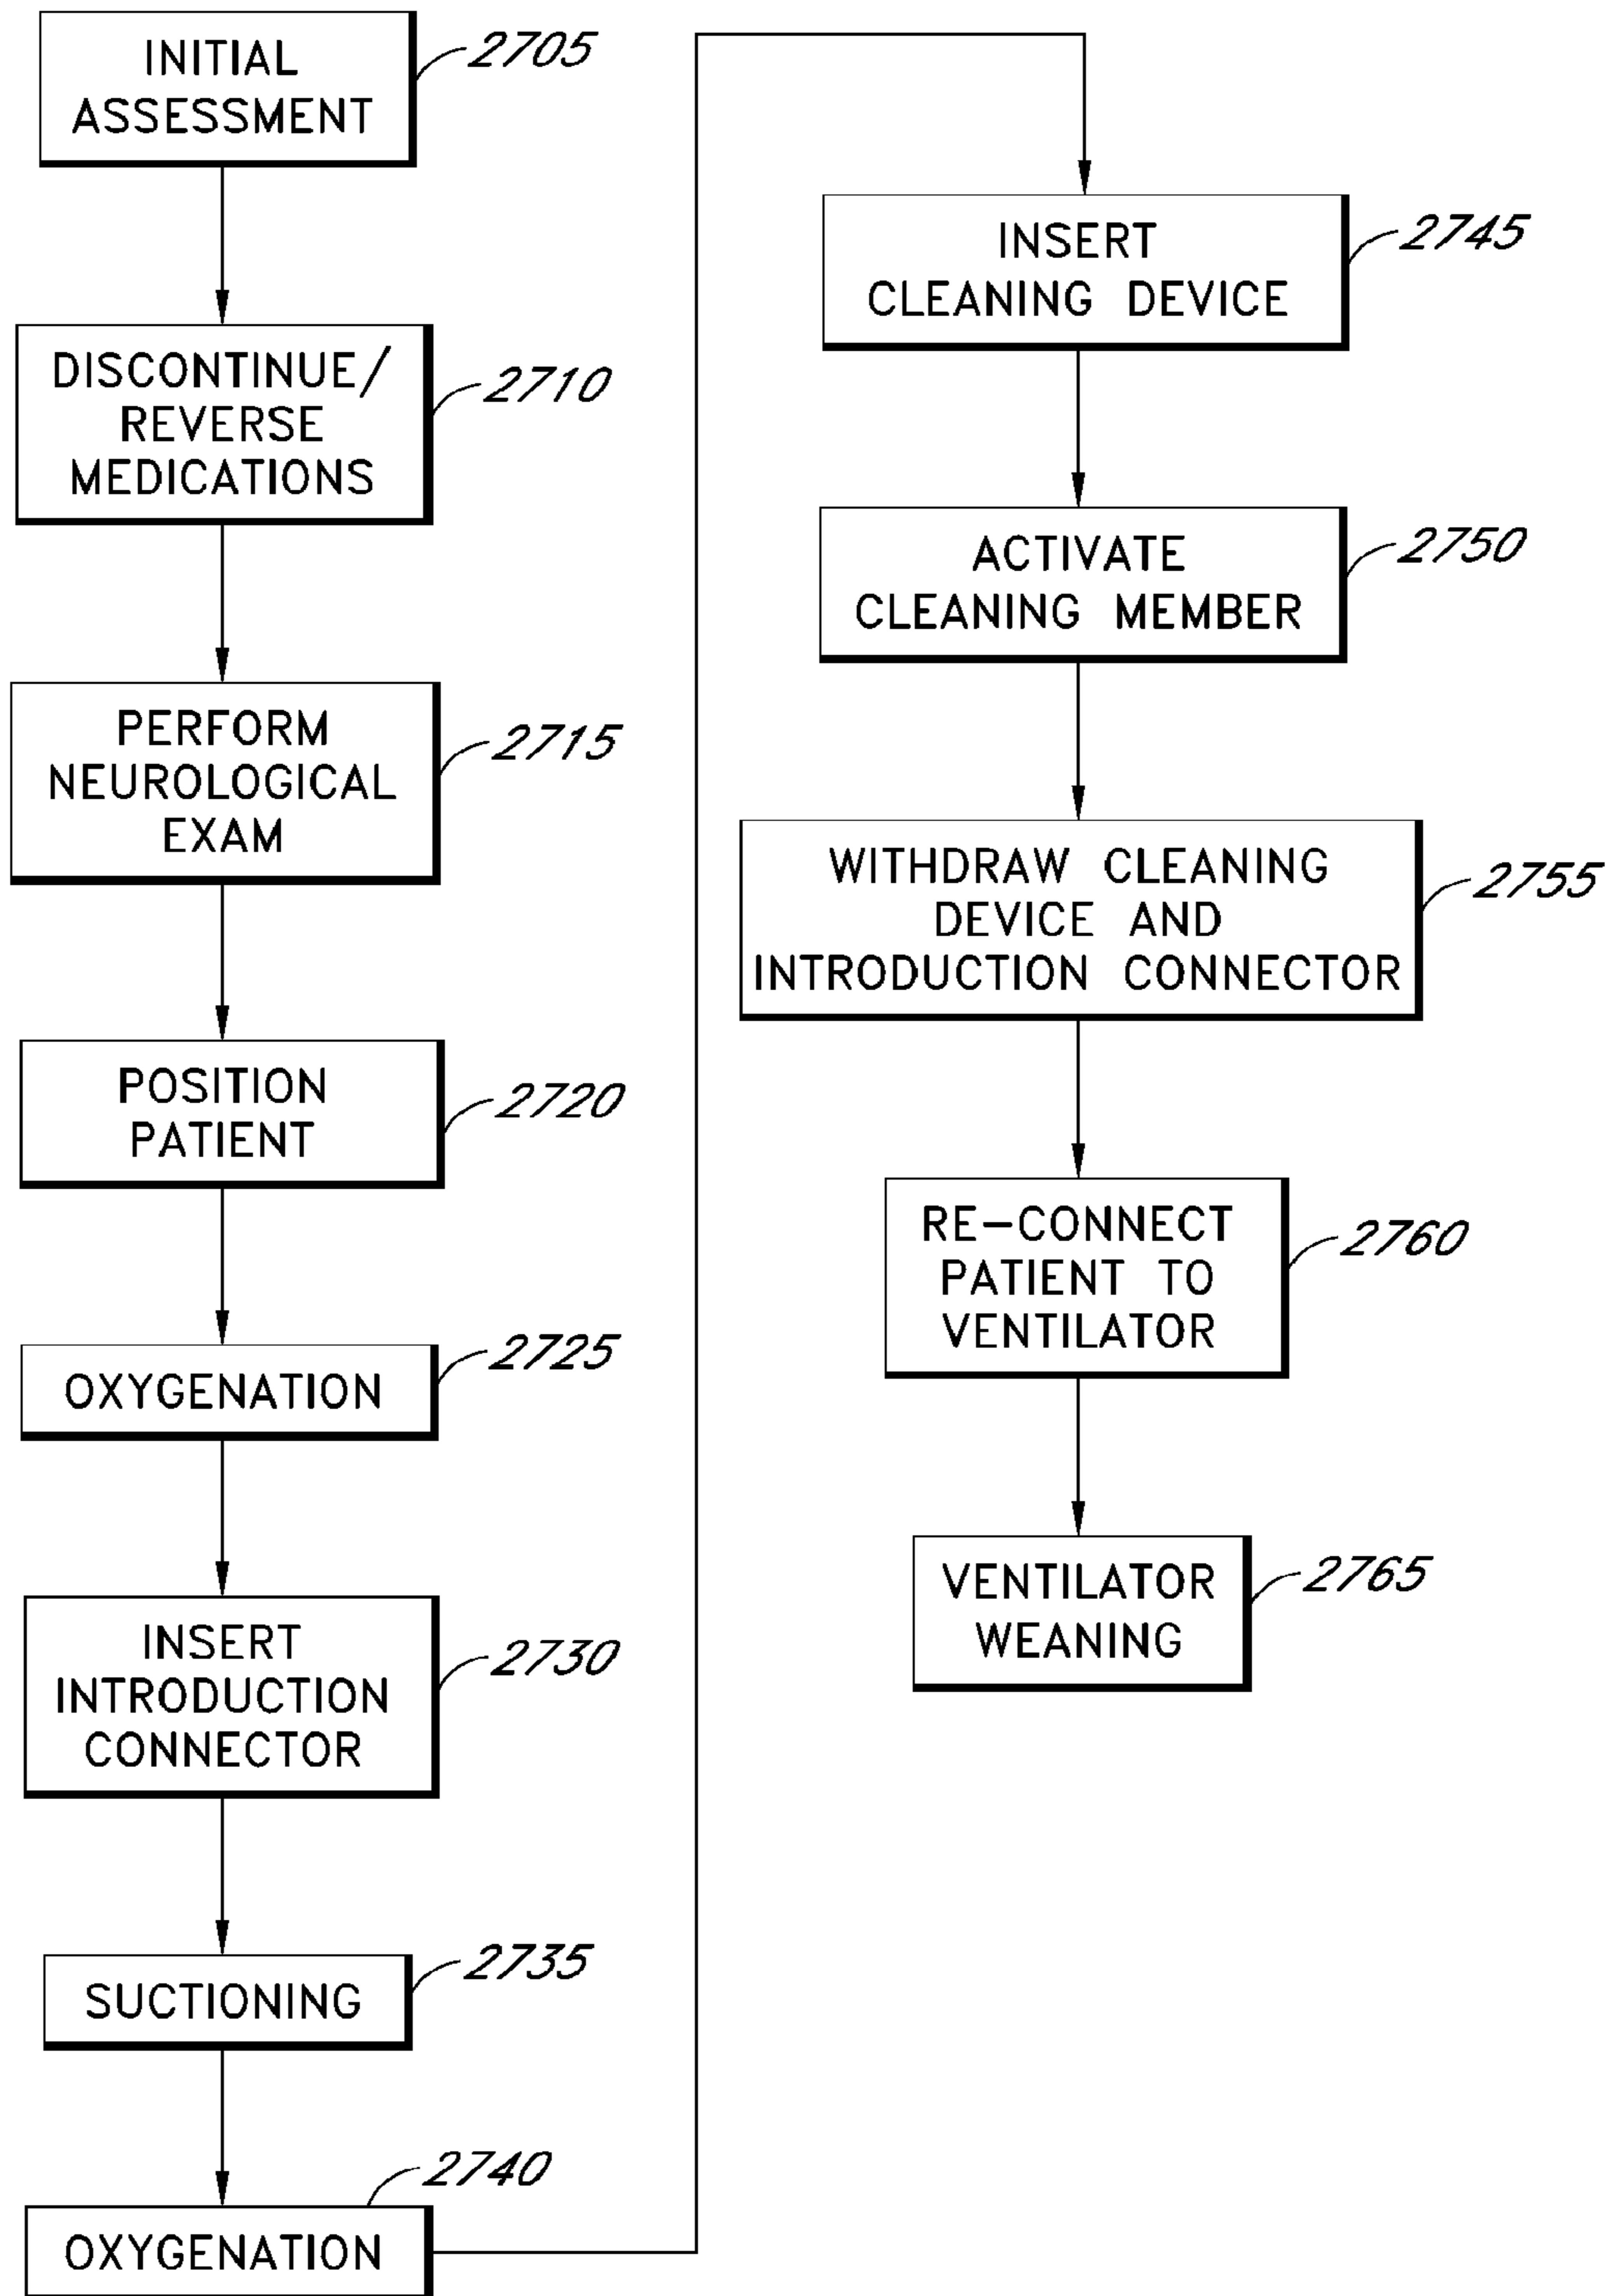 INITIAL
ASSESSMENT
2705
DISCONTINUE/
REVERSE
MEDICATIONS
2710
PERFORM
NEUROLOGICAL
EXAM
2715
POSITION
PATIENT
2720
OXYGENATION
2725
INSERT
INTRODUCTION
CONNECTOR
2730
SUCTIONING
2735
OXYGENATION
2740
INSERT
CLEANING DEVICE
2745
ACTIVATE
CLEANING MEMBER
2750
WITHDRAW CLEANING
DEVICE AND
INTRODUCTION CONNECTOR
2755
RE-CONNECT
PATIENT TO
VENTILATOR
2760
VENTILATOR
WEANING
2765